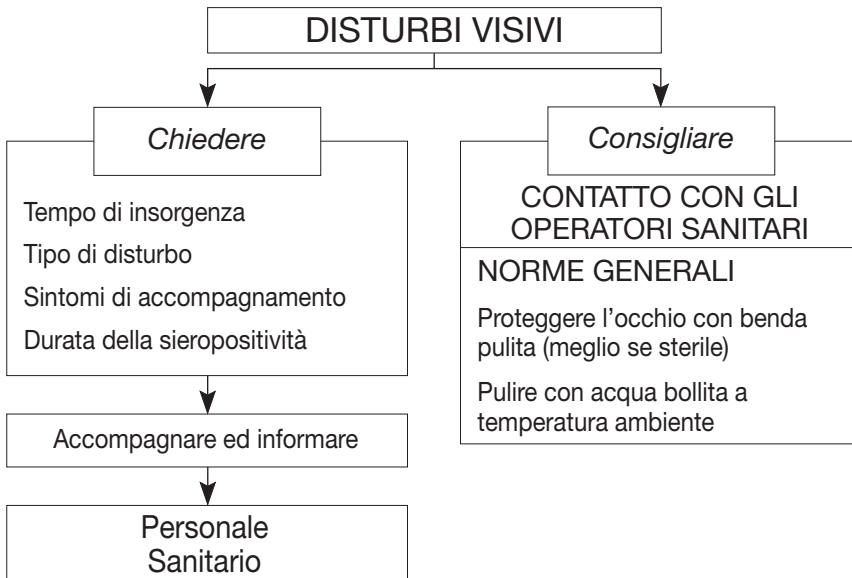 DISTURBI VISIVI
Chiedere
Tempo di insorgenza
Tipo di disturbo
Sintomi di accompagnamento
Durata della sieropositività
Accompagnare ed informare
Personale
Sanitario
Consigliare
CONTATTO CON GLI
OPERATORI SANITARI
NORME GENERALI
Proteggere l’occhio con benda
pulita (meglio se sterile)
Pulire con acqua bollita a
temperatura ambiente